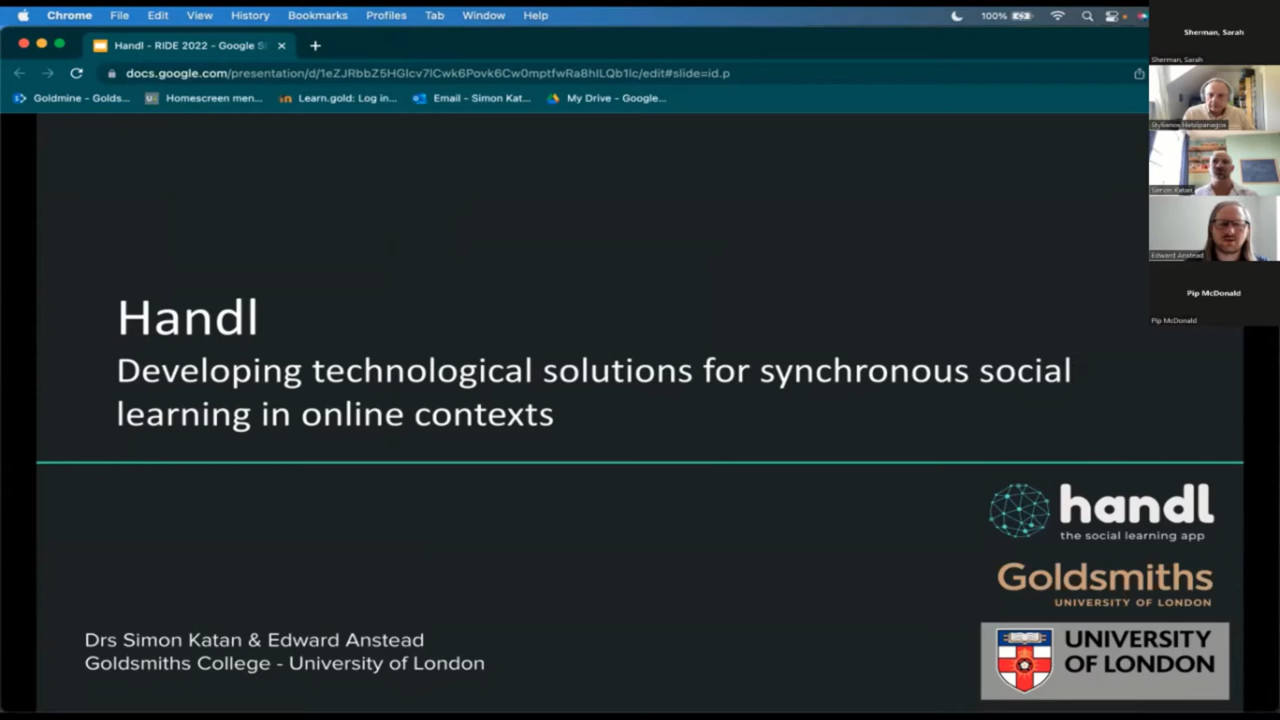 Chrome File Edit View History Bookmarks Profiles Tab Window Help 100%
Handl - RIDE 2022 - Google S
docs.google.com/presentation/d/1eZJRbbZ5HGlcv7lCwk6Povk6Cw0mptfwRa8hlLQb1lc/edit#slide=id.p
Goldmine - Golds... Homescreen men... Learn.gold: Log in... Email - Simon Kat... My Drive - Google...
Sherman, Sarah
Sherman, Sarah
Stylianos Hatzipanagos
Simon Katan
Edward Anstead
Pip McDonald
Pip McDonald
Handl
Developing technological solutions for synchronous social
learning in online contexts
handl
the social learning app
Goldsmiths
UNIVERSITY OF LONDON
UNIVERSITY
OF LONDON
Drs Simon Katan & Edward Anstead
Goldsmiths College - University of London